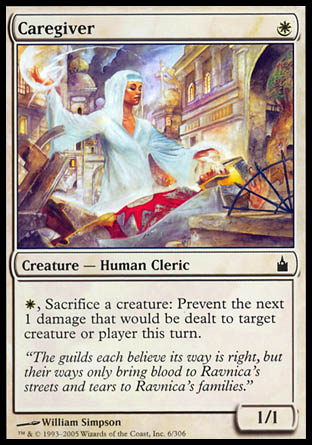 Caregiver
Creature — Human Cleric
, Sacrifice a creature: Prevent the next
1 damage that would be dealt to target
creature or player this turn.
"The guilds each believe its way is right, but
their ways only bring blood to Ravnica's
streets and tears to Ravnica's families."
William Simpson
™ & © 1993–2005 Wizards of the Coast, Inc. 6/306
1/1